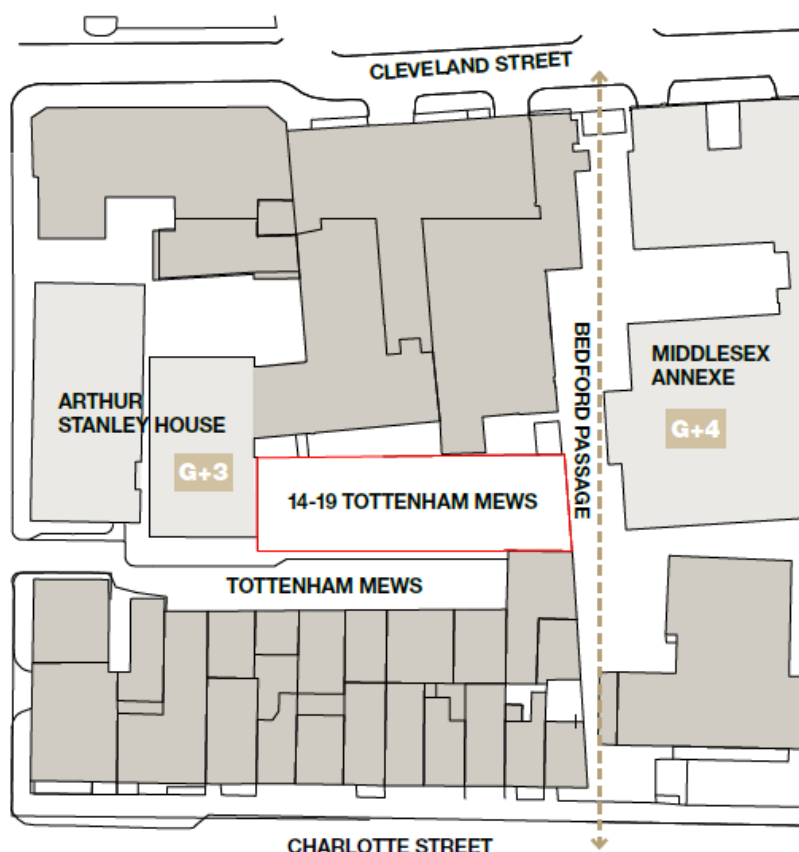 CLEVELAND STREET
BEDFORD PASSAGE
MIDDLESEX
ANNEXE
G+4
ARTHUR
STANLEY HOUSE
G+3
14-19 TOTTENHAM MEWS
TOTTENHAM MEWS
CHARLOTTE STREET